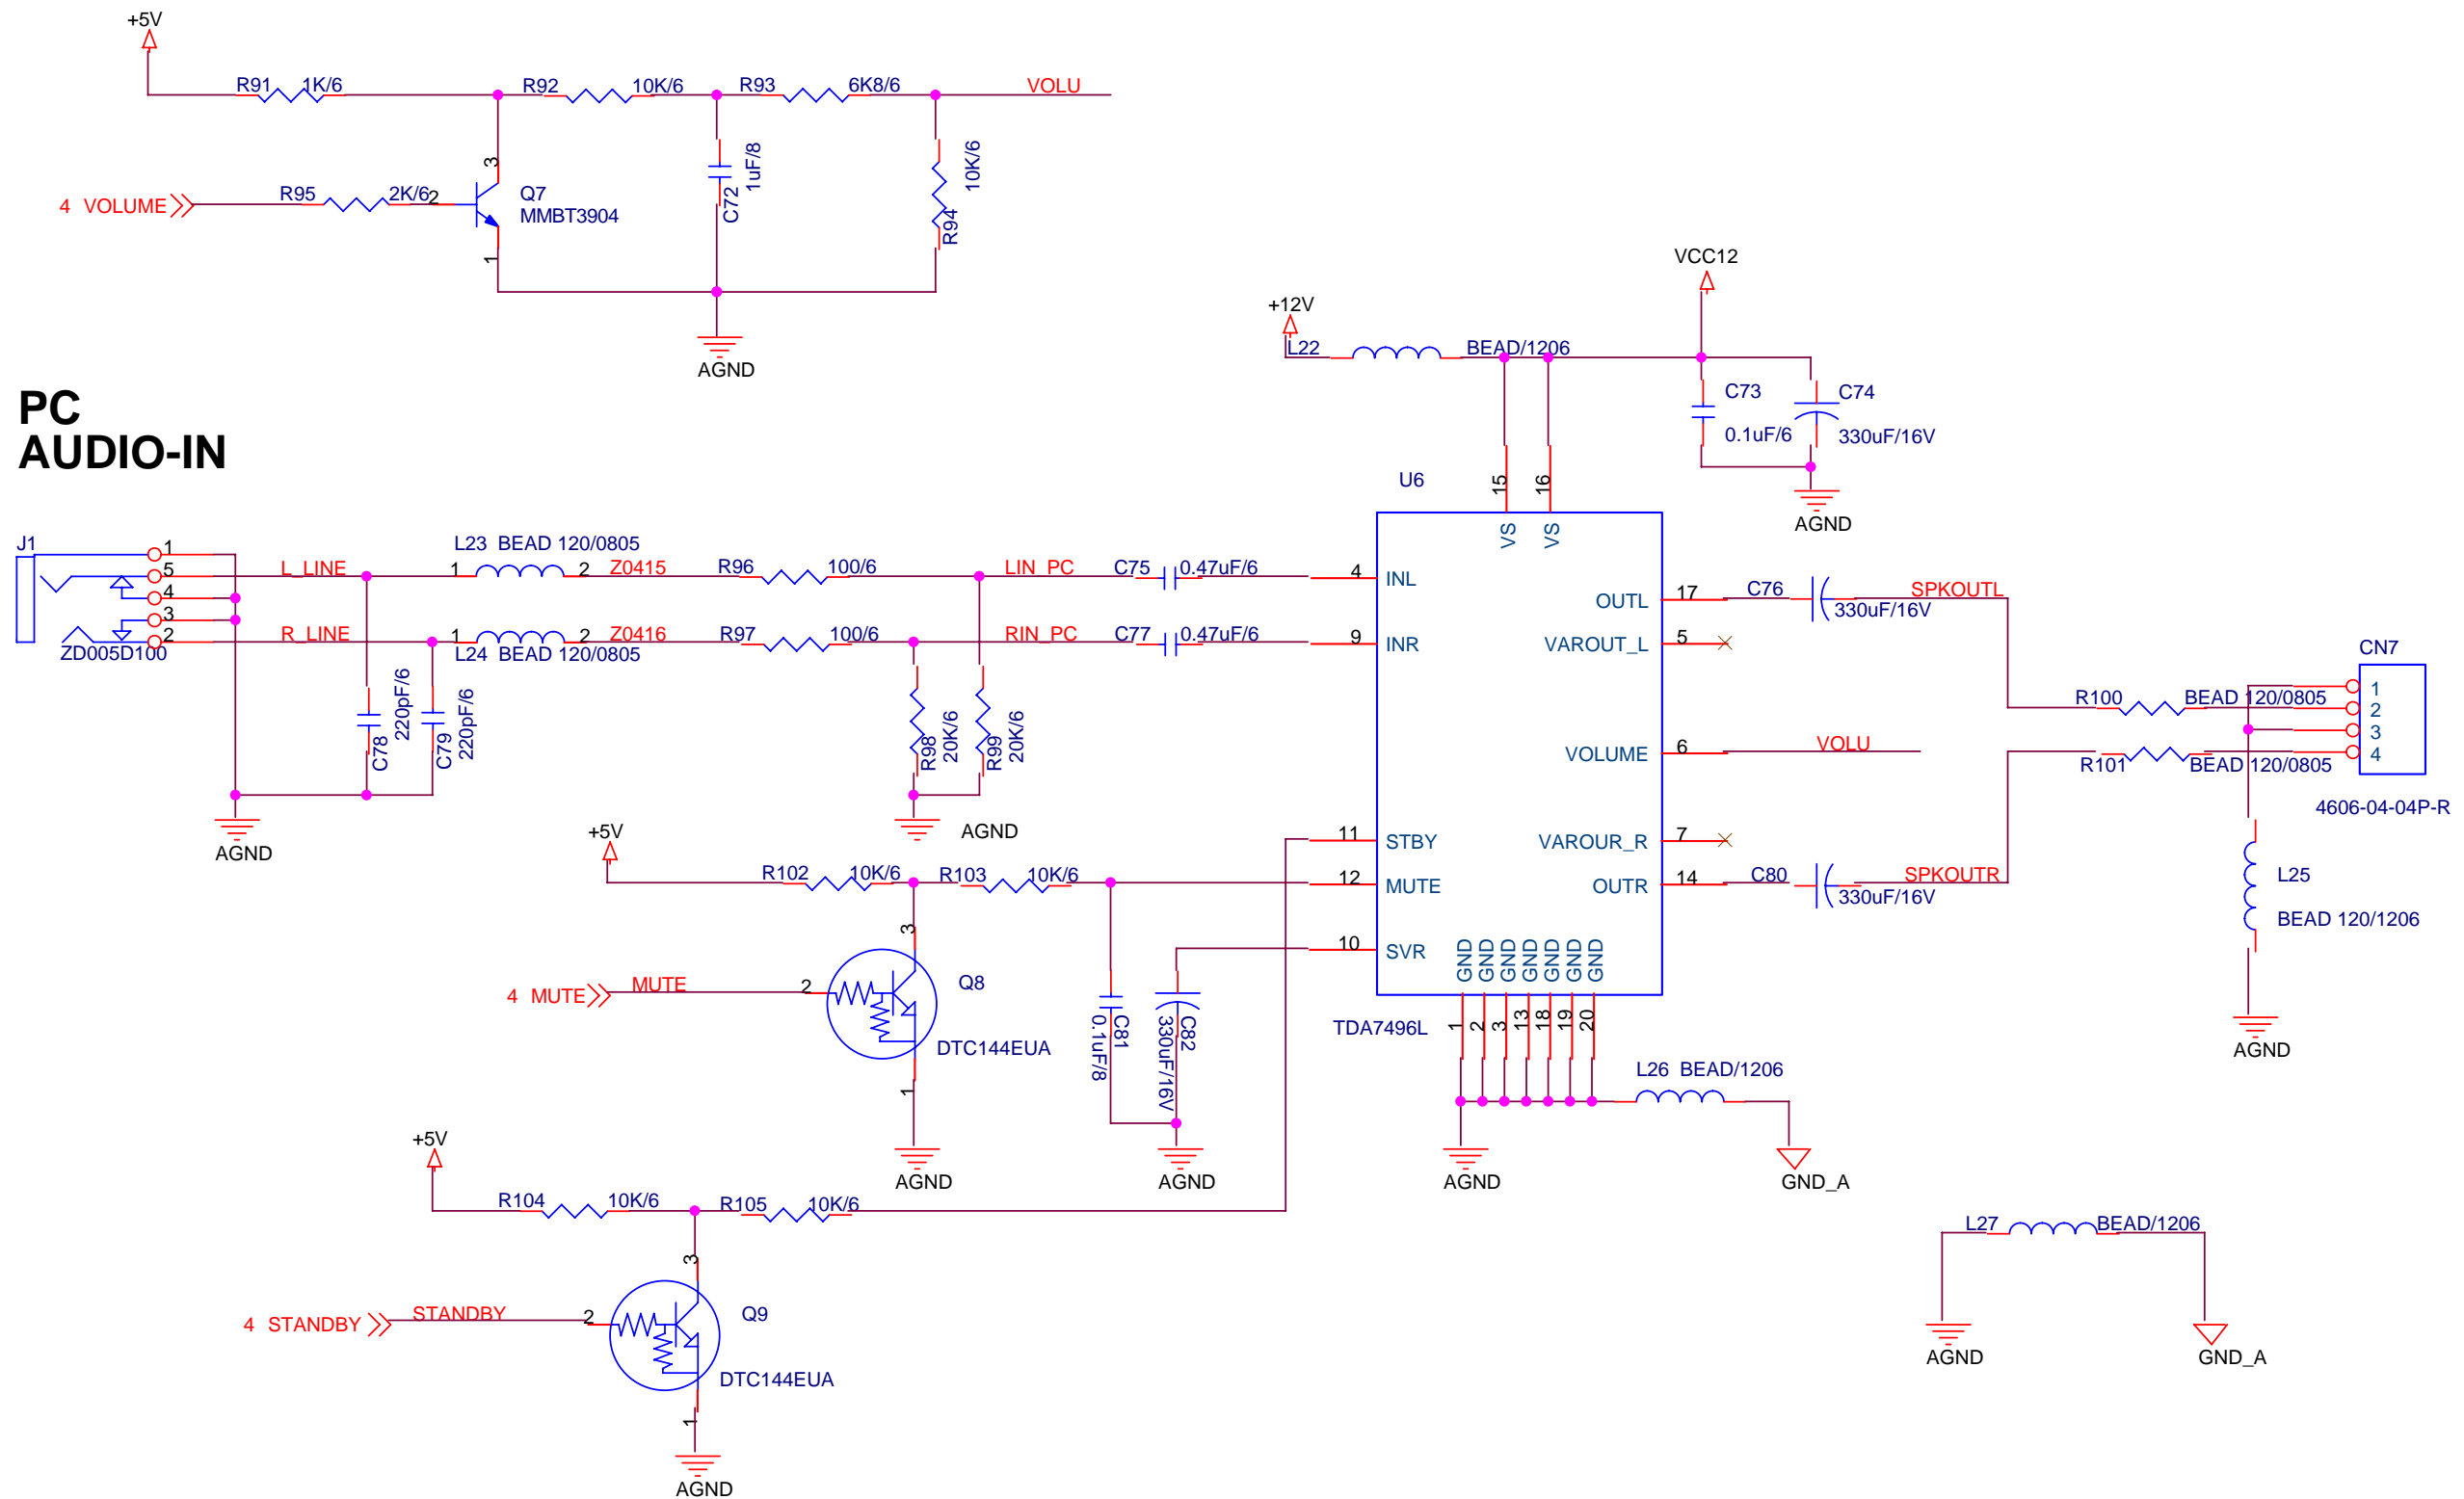 +5V
R91 1K/6
R92 10K/6
R93 6K8/6
VOLU
3
4 VOLUME
R95 2K/6
2
Q7
MMBT3904
1
C72
1uF/8
R94
10K/6
AGND
VCC12
+12V
L22 BEAD/1206
C73
0.1uF/6
C74
330uF/16V
AGND
PC
AUDIO-IN
U6
15
16
VS
VS
J1
1
5
4
3
2
ZD005D100
L_LINE
R_LINE
L23 BEAD 120/0805
1
2
Z0415
R96 100/6
LIN_PC
C75 0.47uF/6
4
INL
1
2
Z0416
L24 BEAD 120/0805
R97 100/6
RIN_PC
C77 0.47uF/6
9
INR
OUTL
17
C76
330uF/16V
SPKOUTL
VAROUT_L
5
VOLUME
6
VOLU
VAROUR_R
7
OUTR
14
C80
330uF/16V
SPKOUTR
CN7
R100 BEAD 120/0805
R101 BEAD 120/0805
1
2
3
4
4606-04-04P-R
L25
BEAD 120/1206
AGND
C78
220pF/6
C79
220pF/6
AGND
R98
20K/6
R99
20K/6
AGND
+5V
R102 10K/6
R103 10K/6
11
STBY
12
MUTE
10
SVR
3
4 MUTE
MUTE
2
Q8
DTC144EUA
1
AGND
C81
0.1uF/8
C82
330uF/16V
AGND
GND
GND
GND
GND
GND
GND
GND
TDA7496L
1
2
3
13
18
19
20
L26 BEAD/1206
AGND
GND_A
+5V
R104 10K/6
R105 10K/6
3
4 STANDBY
STANDBY
2
Q9
DTC144EUA
1
AGND
L27 BEAD/1206
AGND
GND_A